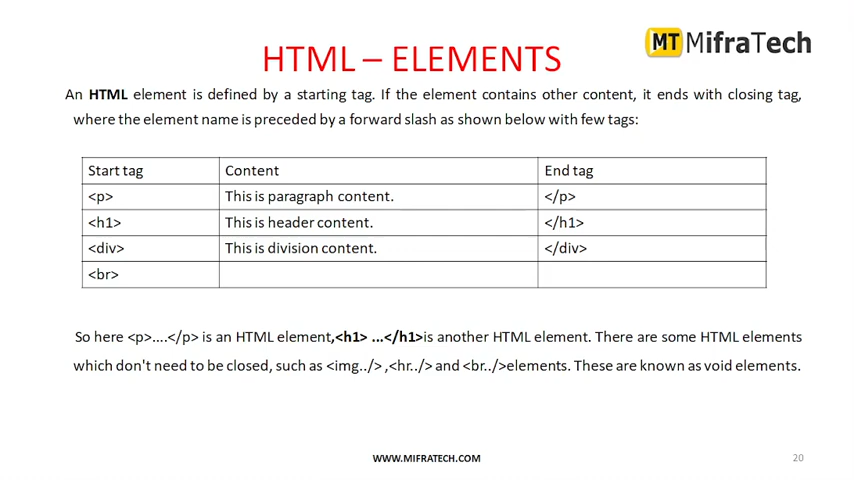 MT MifraTech
HTML – ELEMENTS
An HTML element is defined by a starting tag. If the element contains other content, it ends with closing tag,
where the element name is preceded by a forward slash as shown below with few tags:
Start tag Content End tag
<p> This is paragraph content. </p>
<h1> This is header content. </h1>
<div> This is division content. </div>
<br>
So here <p>....</p> is an HTML element,<h1> ...</h1>is another HTML element. There are some HTML elements
which don't need to be closed, such as <img../> ,<hr../> and <br../>elements. These are known as void elements.
WWW.MIFRATECH.COM
20